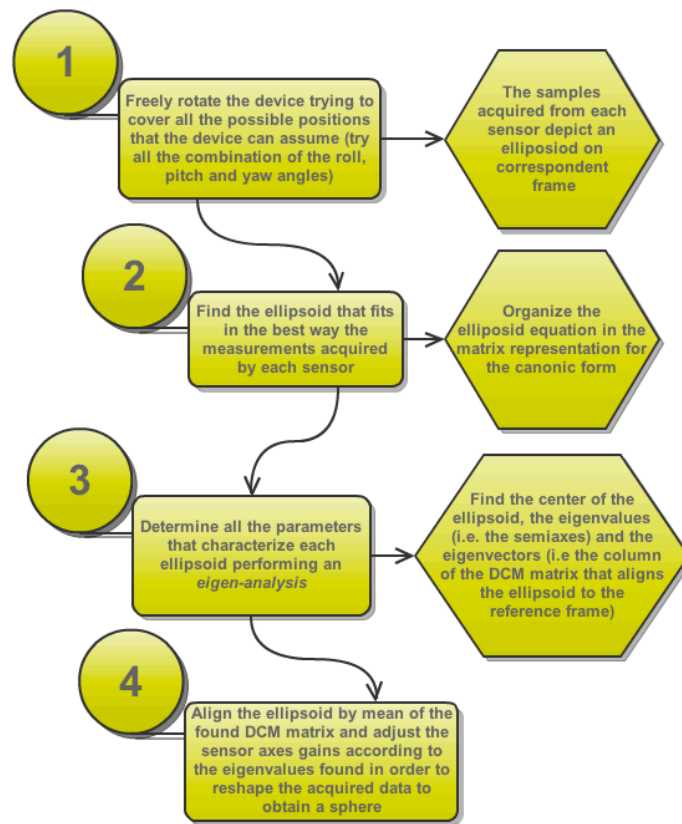 1
Freely rotate the device trying to
cover all the possible positions
that the device can assume (try
all the combination of the roll,
pitch and yaw angles)
The
samples
acquired from each
sensor depict an
elliposiod on
correspondent
frame
2
Find the ellipsoid that fits
in the best way the
measurements acquired
by each sensor
Organize the
elliposid equation in the
matrix representation for
the canonic form
3
Determine all the parameters
that characterize each
ellipsoid performing an
eigen-analysis
Find the center of the
ellipsoid, the eigenvalues
(i.e. the semiaxes) and the
eigenvectors (i.e the column
of the DCM matrix that aligns
the ellipsoid to the
reference frame)
4
Align the ellipsoid by mean of the
found DCM matrix and adjust the
sensor axes gains according to
the eigenvalues found in order to
reshape the acquired data to
obtain a sphere